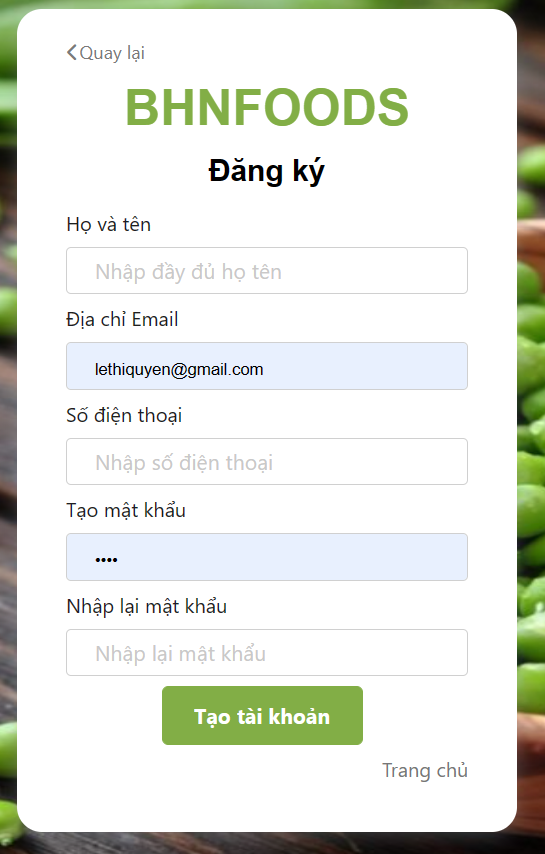 Quay lại
BHNFOODS
Đăng ký
Họ và tên
Nhập đầy đủ họ tên
Địa chỉ Email
lethiquyen@gmail.com
Số điện thoại
Nhập số điện thoại
Tạo mật khẩu
••••
Nhập lại mật khẩu
Nhập lại mật khẩu
Tạo tài khoản
Trang chủ